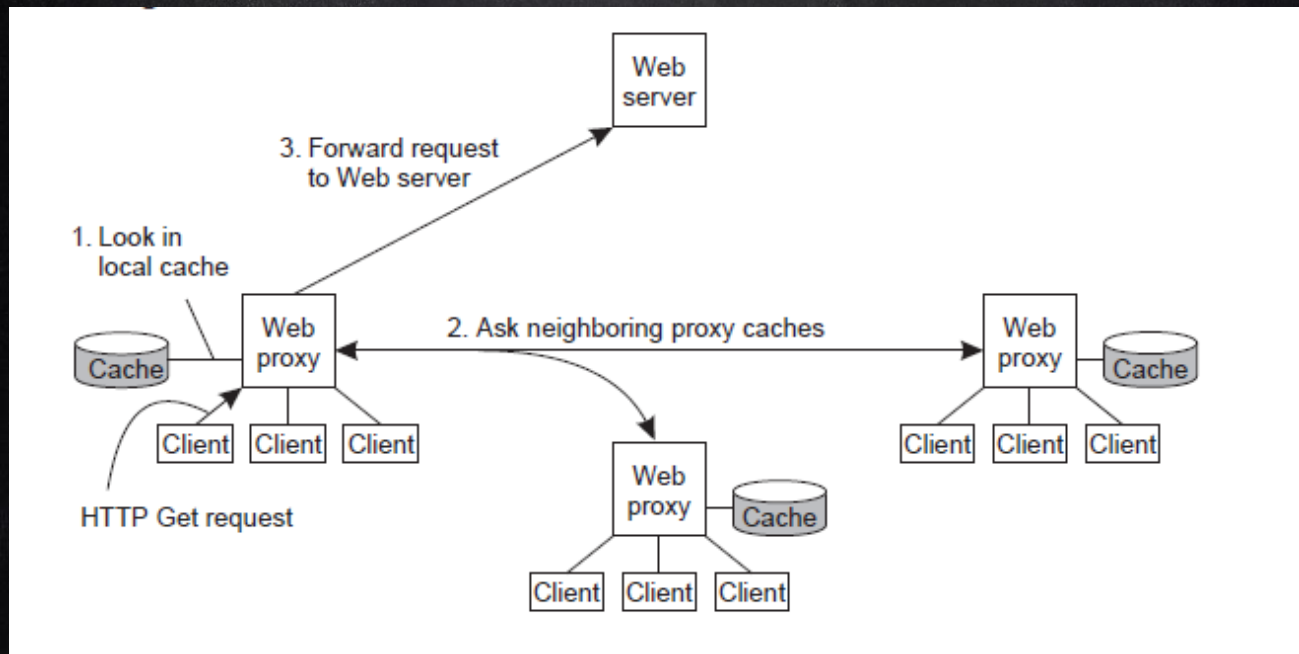 Web
server
3. Forward request
to Web server
1. Look in
local cache
Web
proxy
2. Ask neighboring proxy caches
Web
proxy
Cache
Cache
Client
Client
Client
Client
Client
Client
Web
proxy
HTTP Get request
Cache
Client
Client
Client